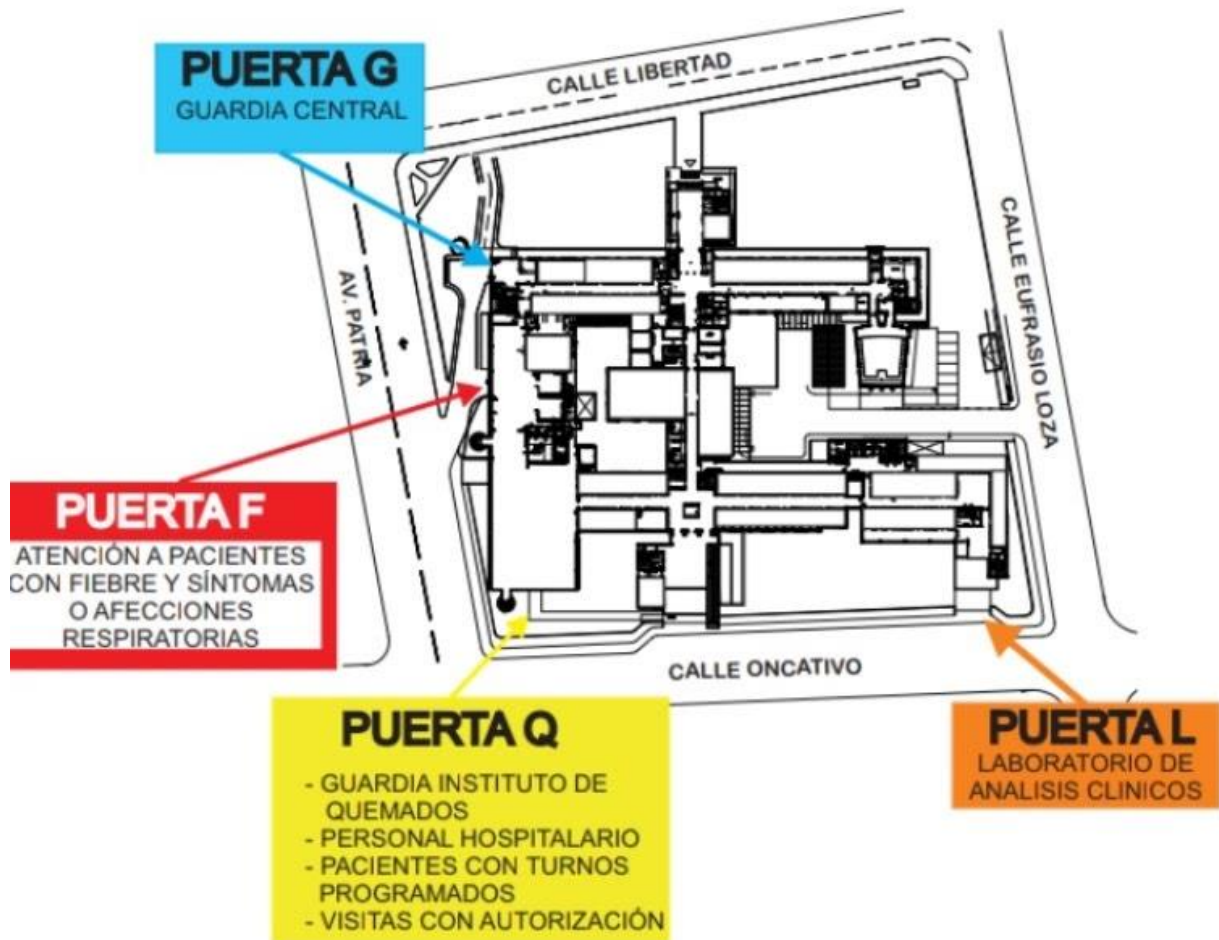 PUERTA G
GUARDIA CENTRAL
CALLE LIBERTAD
AV. PATRIA
CALLE EUFRASIO LOZA
PUERTA F
ATENCIÓN A PACIENTES
CON FIEBRE Y SÍNTOMAS
O AFECCIONES
RESPIRATORIAS
CALLE ONCATIVO
PUERTA Q
- GUARDIA INSTITUTO DE
QUEMADOS
- PERSONAL HOSPITALARIO
- PACIENTES CON TURNOS
PROGRAMADOS
- VISITAS CON AUTORIZACIÓN
PUERTA L
LABORATORIO DE
ANALISIS CLINICOS